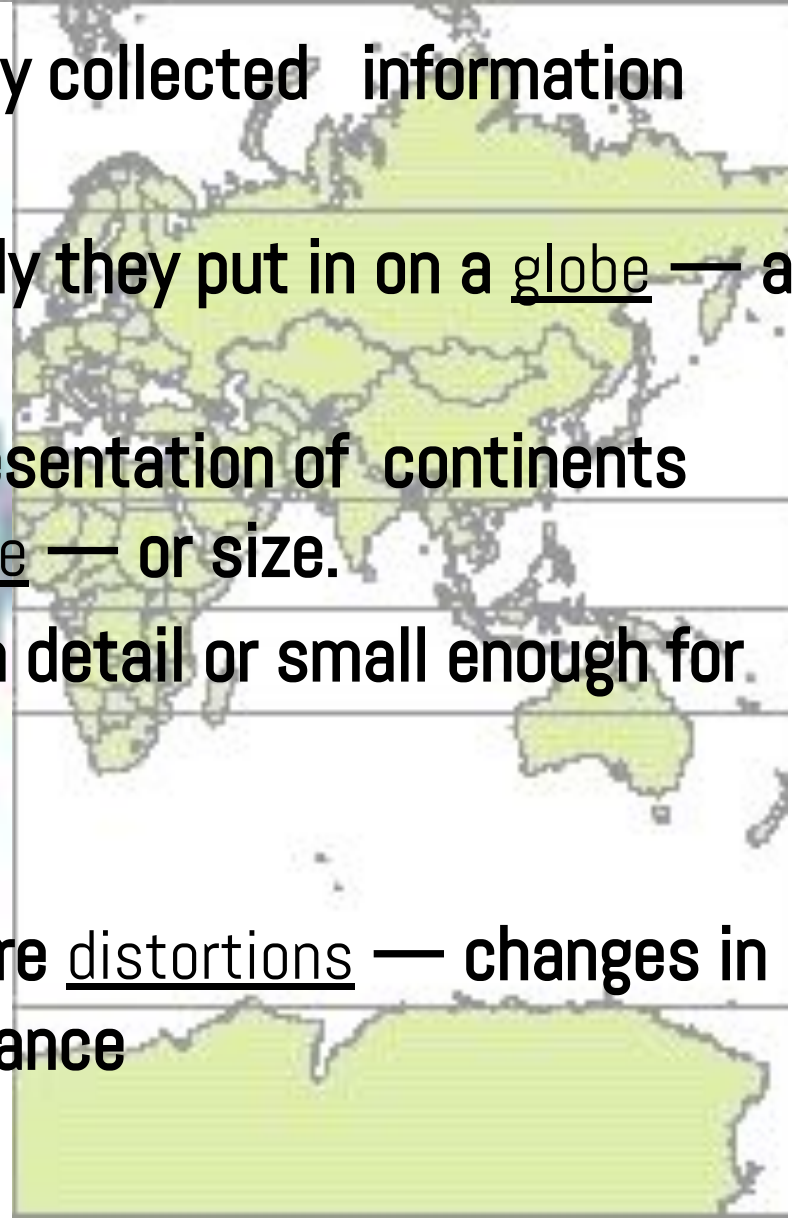 y collected information
ly they put in on a globe — a
esentation of continents
e — or size.
detail or small enough for
re distortions — changes in
ance